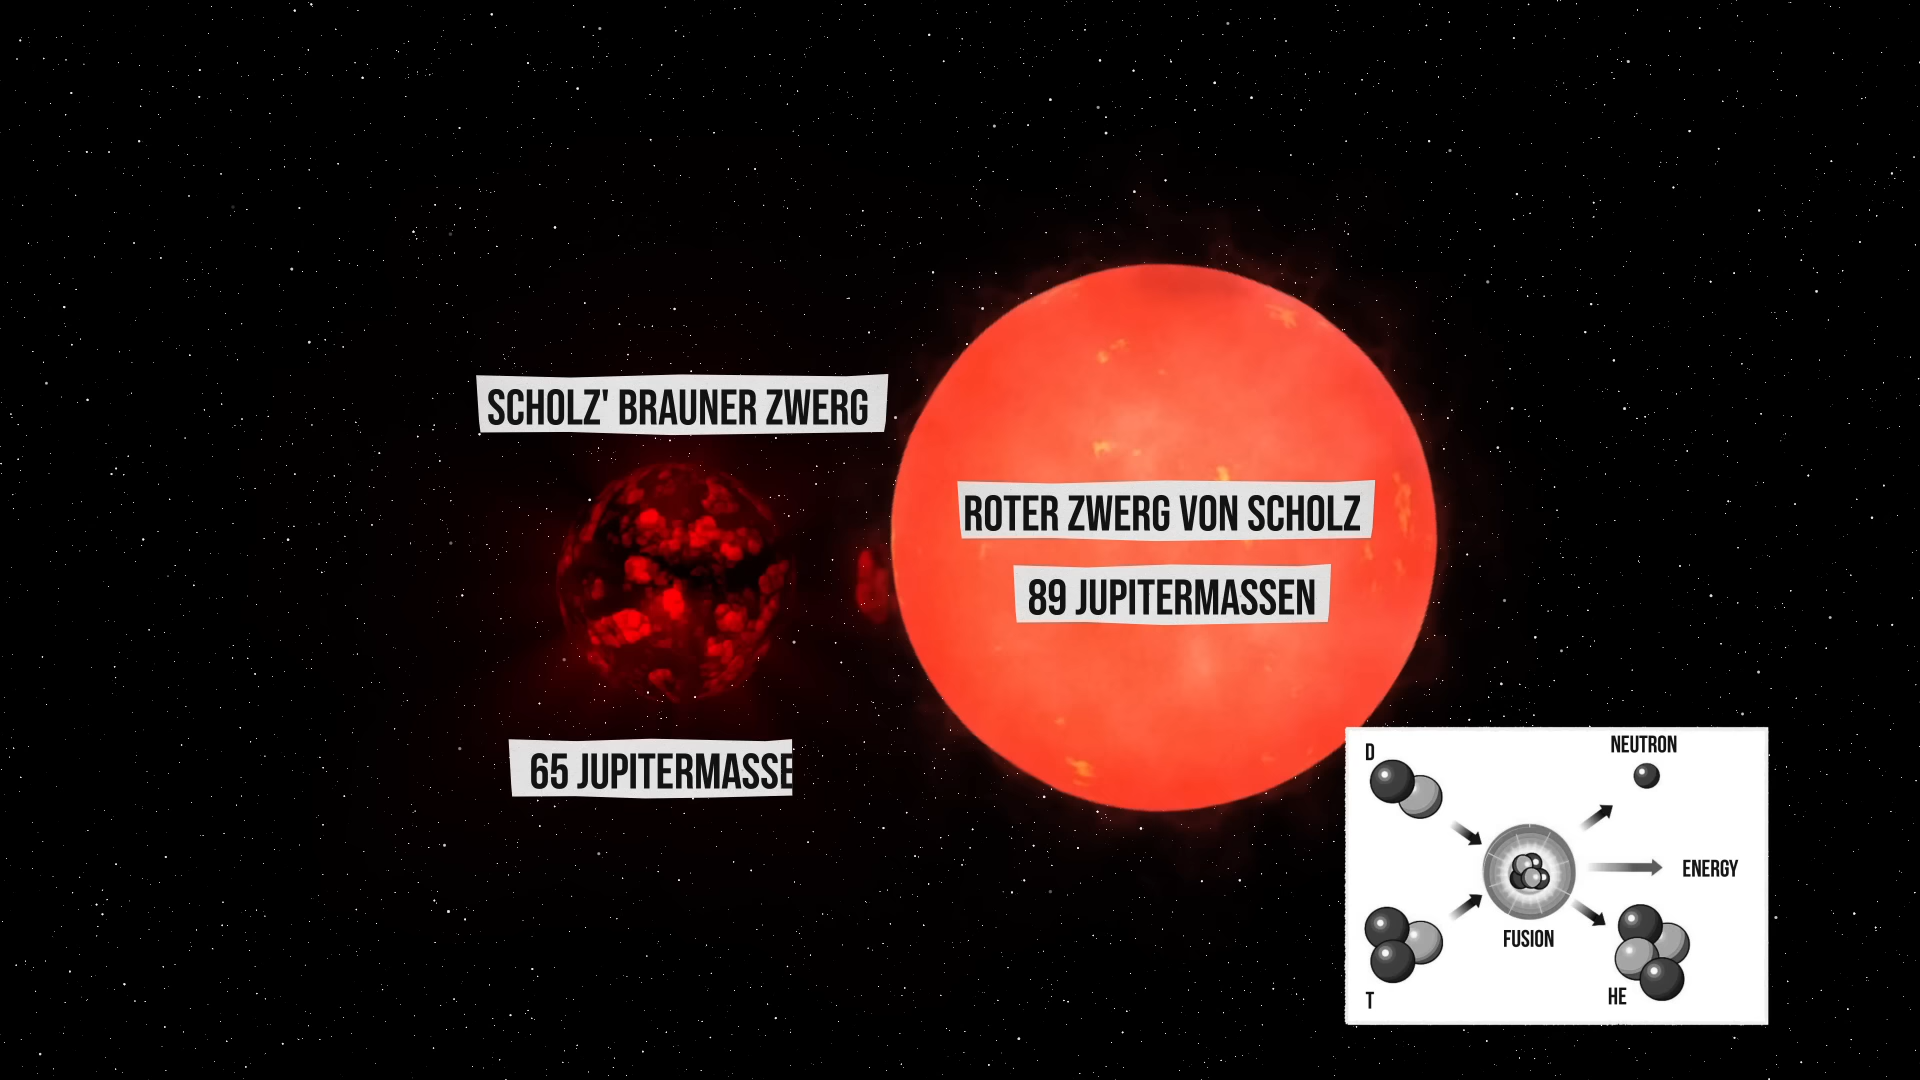 SCHOLZ' BRAUNER ZWERG
65 JUPITERMASSE
ROTER ZWERG VON SCHOLZ
89 JUPITERMASSEN
D
NEUTRON
ENERGY
FUSION
T
HE